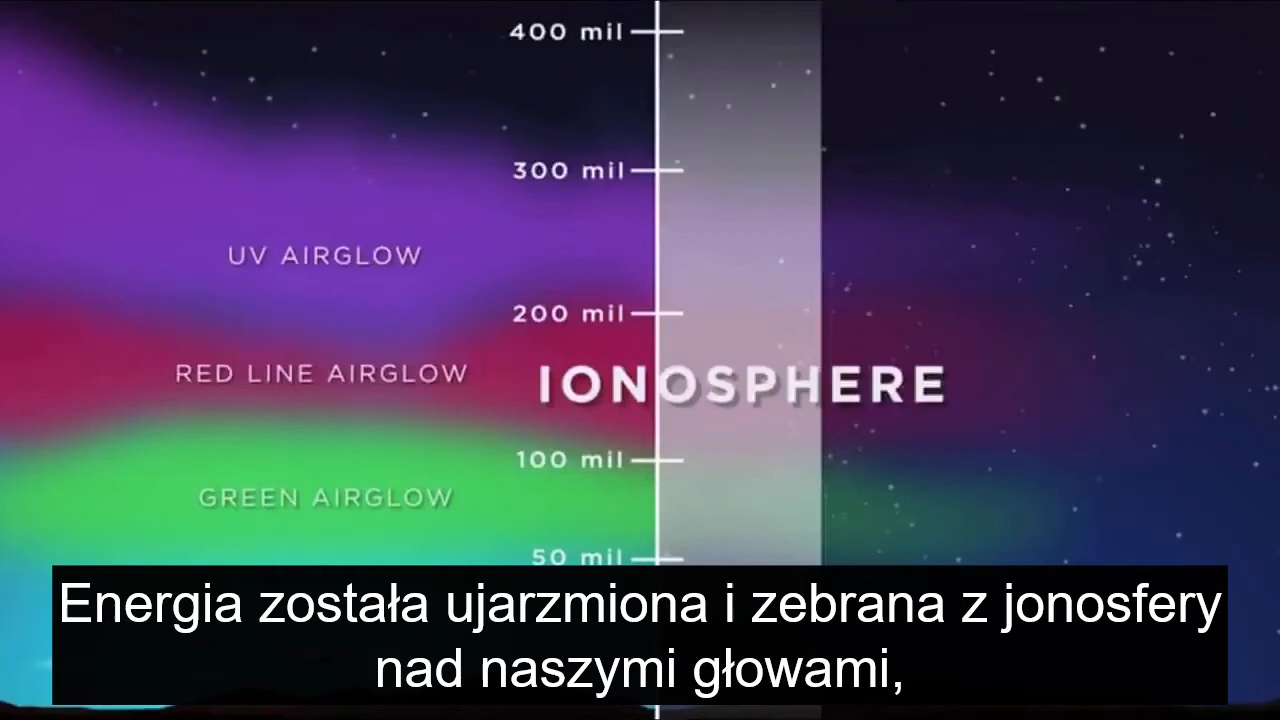 400 mil
300 mil
UV AIRGLOW
200 mil
RED LINE AIRGLOW
IONOSPHERE
100 mil
GREEN AIRGLOW
50 mil
Energia została ujarzmiona i zebrana z jonosfery
nad naszymi głowami,